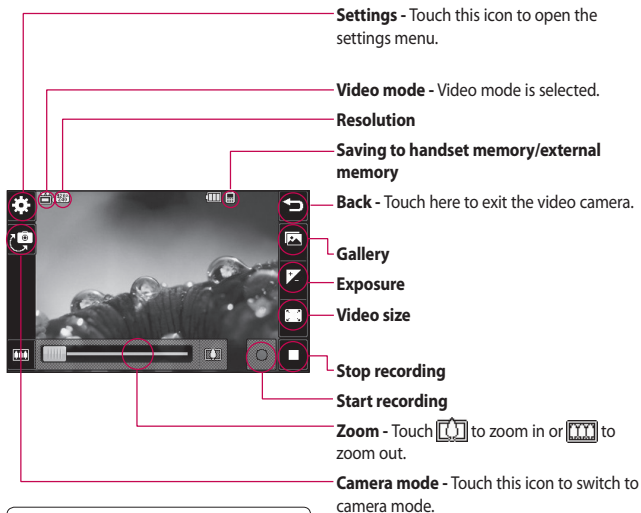 Settings - Touch this icon to open the
settings menu.
Video mode - Video mode is selected.
Resolution
Saving to handset memory/external
memory
Back - Touch here to exit the video camera.
Gallery
Exposure
Video size
Stop recording
Start recording
Zoom - Touch to zoom in or to
zoom out.
Camera mode - Touch this icon to switch to
camera mode.